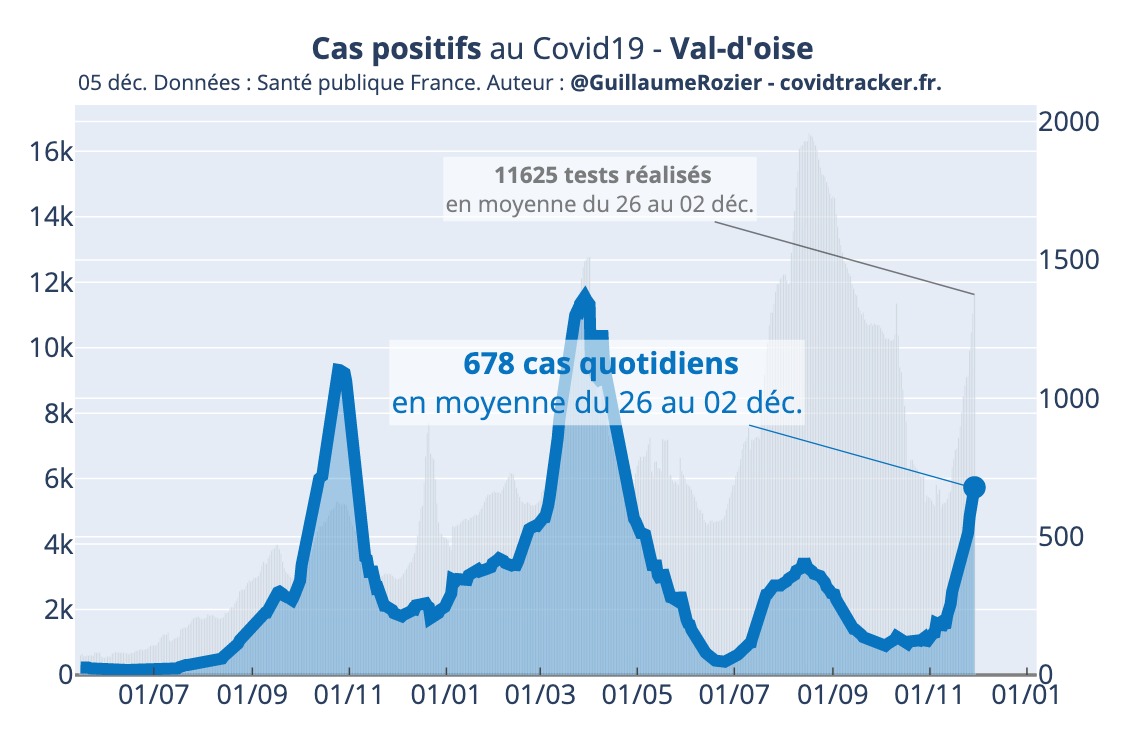 Cas positifs au Covid19 - Val-d'oise
05 déc. Données : Santé publique France. Auteur : @GuillaumeRozier - covidtracker.fr.
2000
16k
11625 tests réalisés
en moyenne du 26 au 02 déc.
14k
1500
12k
10k
678 cas quotidiens
en moyenne du 26 au 02 déc.
1000
8k
6k
500
4k
2k
0
0
01/07 01/09 01/11 01/01 01/03 01/05 01/07 01/09 01/11 01/01